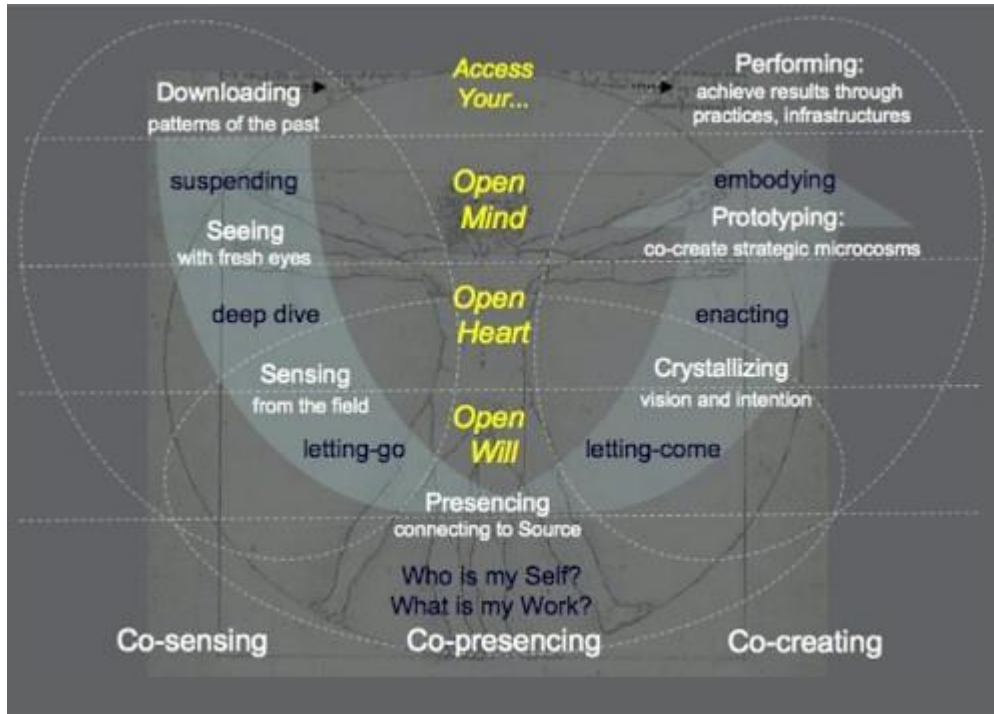 Access
Your...
Downloading
patterns of the past
Performing:
achieve results through
practices, infrastructures
suspending
Open
Mind
embodying
Seeing
with fresh eyes
Prototyping:
co-create strategic microcosms
deep dive
Open
Heart
enacting
Sensing
from the field
Crystallizing
vision and intention
letting-go
Open
Will
letting-come
Presencing
connecting to Source
Who is my Self?
What is my Work?
Co-sensing
Co-presencing
Co-creating